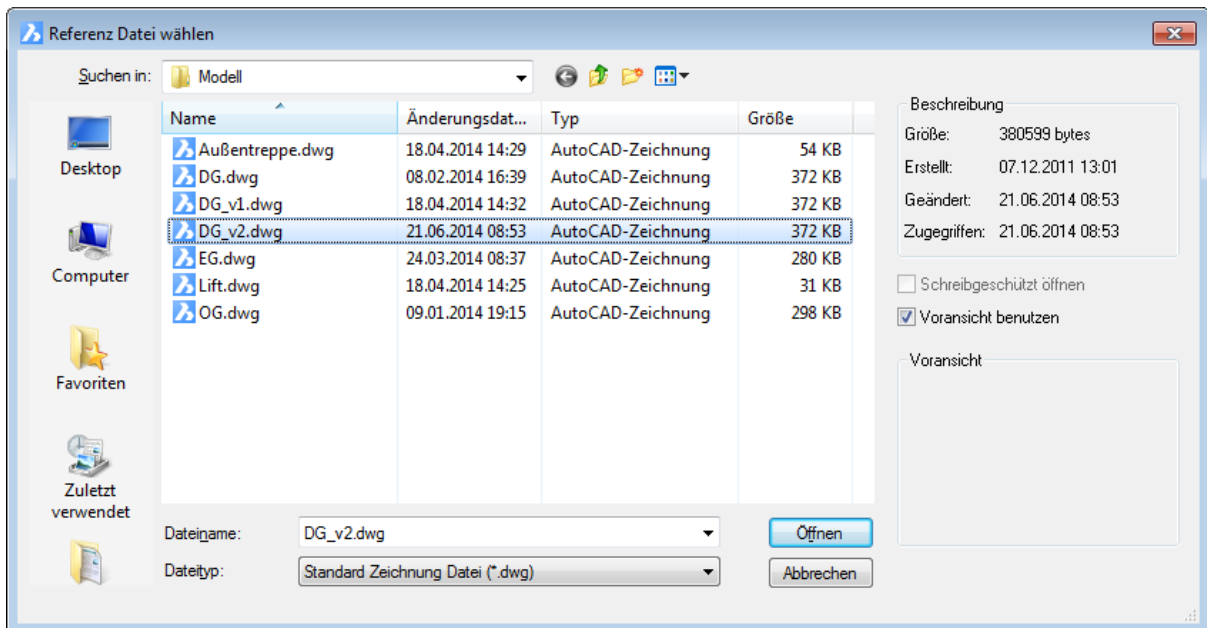 Referenz Datei wählen
Suchen in: Modell
Desktop
Computer
Favoriten
Zuletzt
verwendet
Name Änderungsdat... Typ Größe
Außentreppe.dwg 18.04.2014 14:29 AutoCAD-Zeichnung 54 KB
DG.dwg 08.02.2014 16:39 AutoCAD-Zeichnung 372 KB
DG_v1.dwg 18.04.2014 14:32 AutoCAD-Zeichnung 372 KB
DG_v2.dwg 21.06.2014 08:53 AutoCAD-Zeichnung 372 KB
EG.dwg 24.03.2014 08:37 AutoCAD-Zeichnung 280 KB
Lift.dwg 18.04.2014 14:25 AutoCAD-Zeichnung 31 KB
OG.dwg 09.01.2014 19:15 AutoCAD-Zeichnung 298 KB
Dateiname: DG_v2.dwg Öffnen
Dateityp: Standard Zeichnung Datei (*.dwg) Abbrechen
Beschreibung
Größe: 380599 bytes
Erstellt: 07.12.2011 13:01
Geändert: 21.06.2014 08:53
Zugegriffen: 21.06.2014 08:53
Schreibgeschützt öffnen
Voransicht benutzen
Voransicht